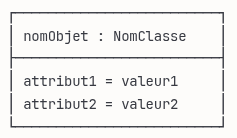 nomObjet : NomClasse
attribut1 = valeur1
attribut2 = valeur2